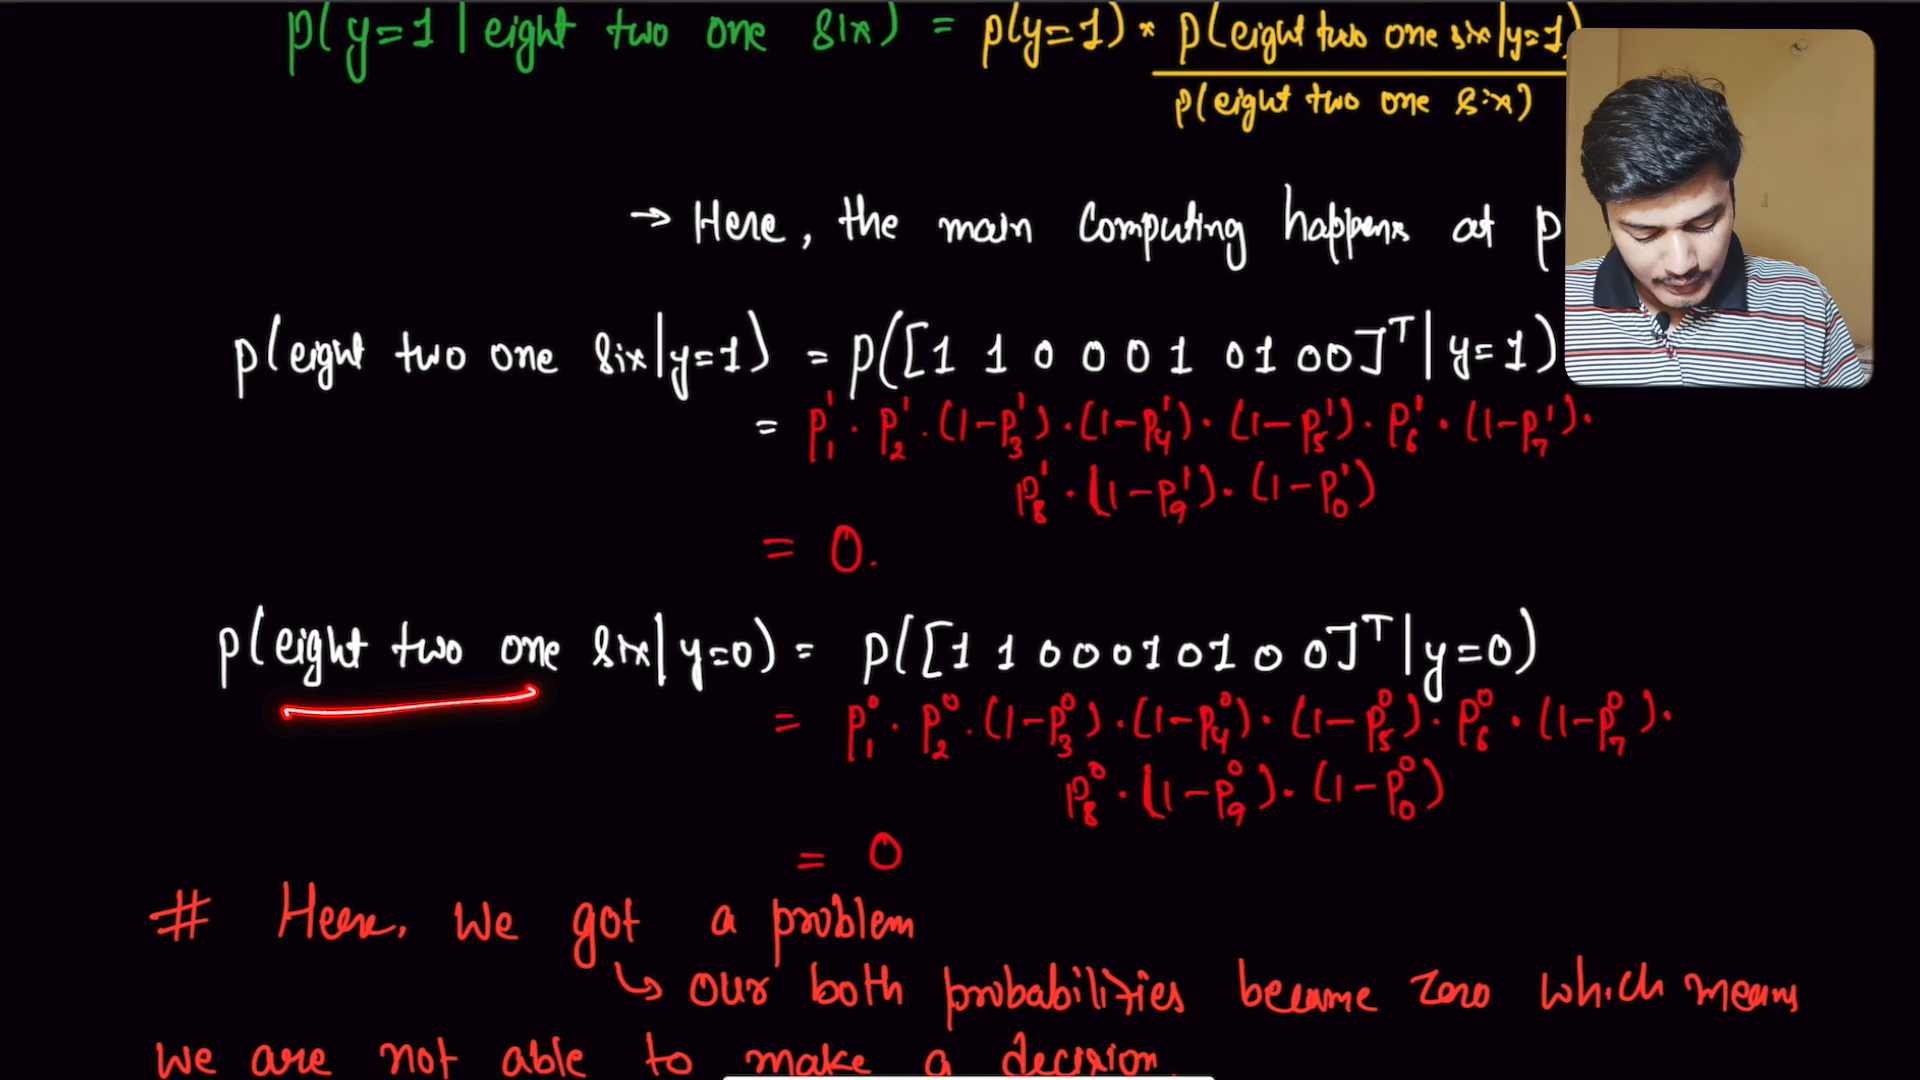 p(y=1 | eight two one six) = p(y=1) * p(eight two one six|y=1)
p(eight two one six)
→ Here, the main computing happens at p
p(eight two one six|y=1) = p([1 1 0 0 0 1 0 1 0 0]ᵀ | y=1)
= p₁¹ · p₂¹ · (1-p₃¹) · (1-p₄¹) · (1-p₅¹) · p₆¹ · (1-p₇¹) ·
p₈¹ · (1-p₉¹) · (1-p₀¹)
= 0.
p(eight two one six|y=0) = p([1 1 0 0 0 1 0 1 0 0]ᵀ | y=0)
= p₁⁰ · p₂⁰ · (1-p₃⁰) · (1-p₄⁰) · (1-p₅⁰) · p₆⁰ · (1-p₇⁰) ·
p₈⁰ · (1-p₉⁰) · (1-p₀⁰)
= 0
# Here, we got a problem
↳ our both probabilities became zero which means
we are not able to make a decision.